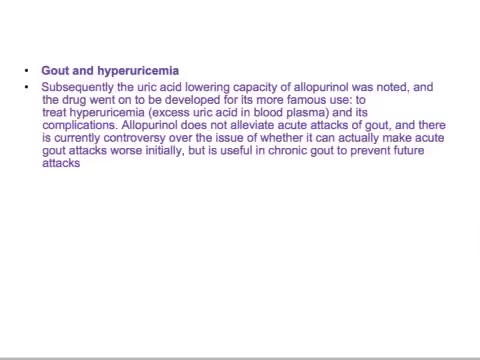 • Gout and hyperuricemia
• Subsequently the uric acid lowering capacity of allopurinol was noted, and
the drug went on to be developed for its more famous use: to
treat hyperuricemia (excess uric acid in blood plasma) and its
complications. Allopurinol does not alleviate acute attacks of gout, and there
is currently controversy over the issue of whether it can actually make acute
gout attacks worse initially, but is useful in chronic gout to prevent future
attacks